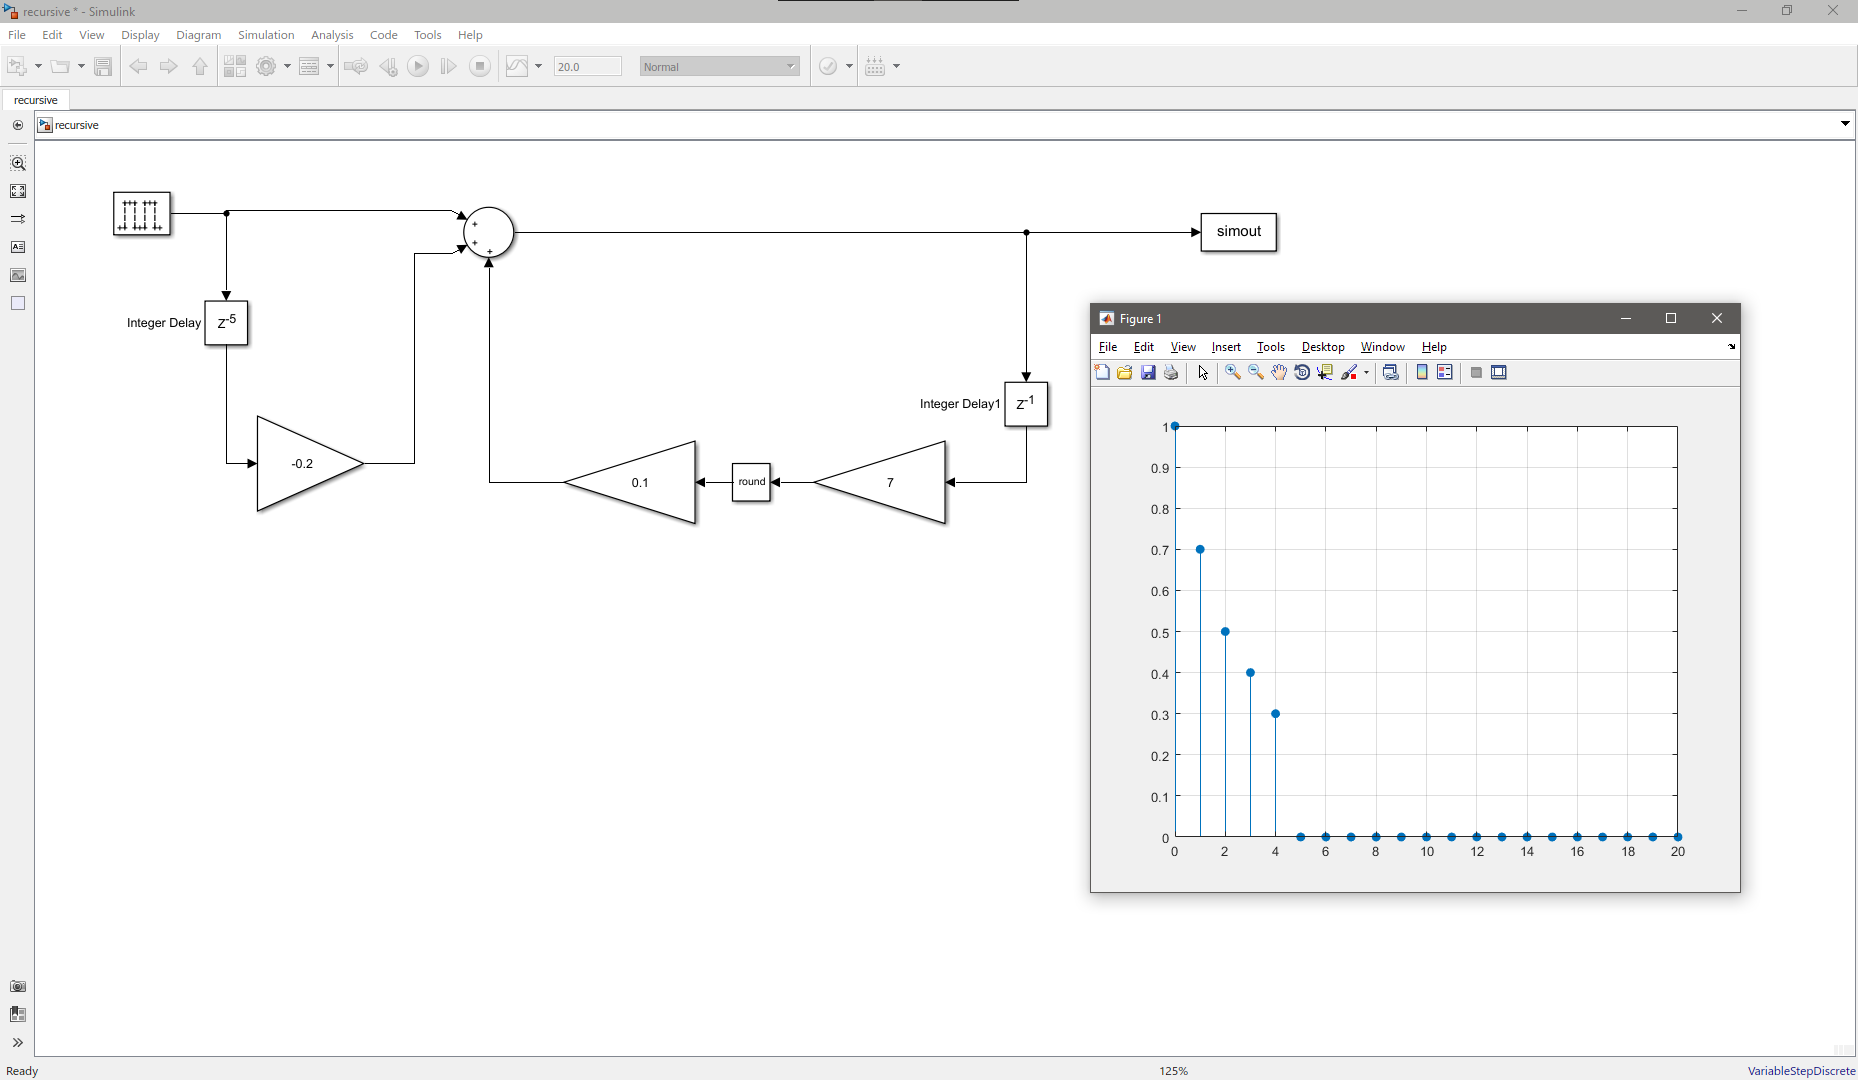 recursive * - Simulink
File Edit View Display Diagram Simulation Analysis Code Tools Help
20.0 Normal
recursive
recursive
simout
Integer Delay
Z-5
Integer Delay1
Z-1
-0.2
0.1
round
7
Figure 1
File Edit View Insert Tools Desktop Window Help
1
0.9
0.8
0.7
0.6
0.5
0.4
0.3
0.2
0.1
0
0 2 4 6 8 10 12 14 16 18 20
Ready 125% VariableStepDiscrete